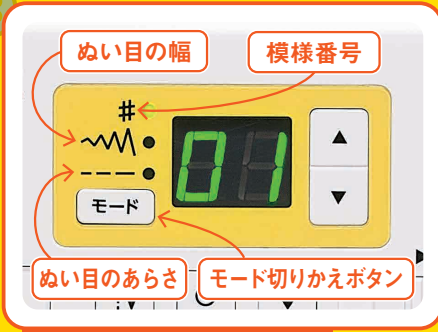 ぬい目の幅
模様番号
#
01
▲
▼
モード
ぬい目のあらさ
モード切りかえボタン